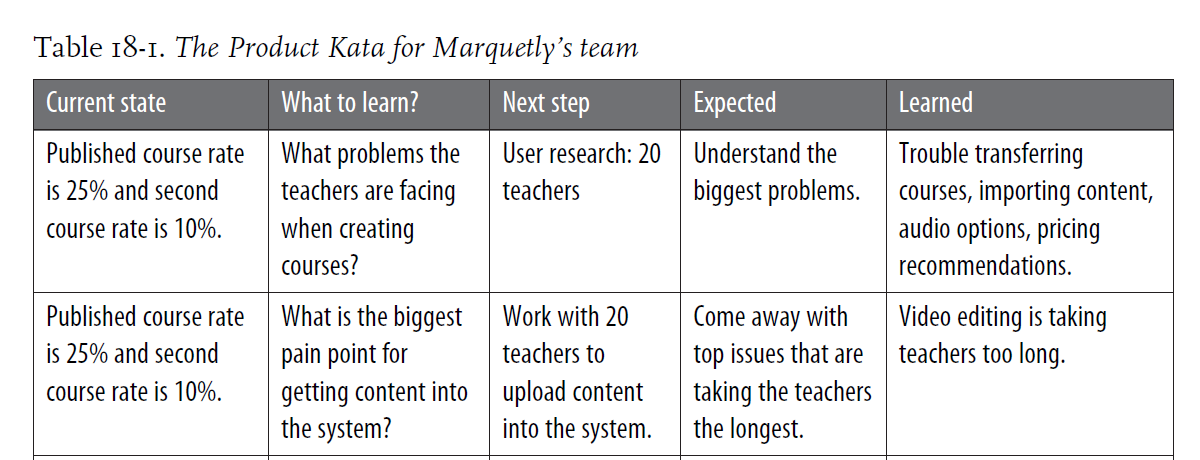 Table 18-1. The Product Kata for Marquetly's team
Current state
What to learn?
Next step
Expected
Learned
Published course rate
is 25% and second
course rate is 10%.
What problems the
teachers are facing
when creating
courses?
User research: 20
teachers
Understand the
biggest problems.
Trouble transferring
courses, importing content,
audio options, pricing
recommendations.
Published course rate
is 25% and second
course rate is 10%.
What is the biggest
pain point for
getting content into
the system?
Work with 20
teachers to
upload content
into the system.
Come away with
top issues that are
taking the teachers
the longest.
Video editing is taking
teachers too long.